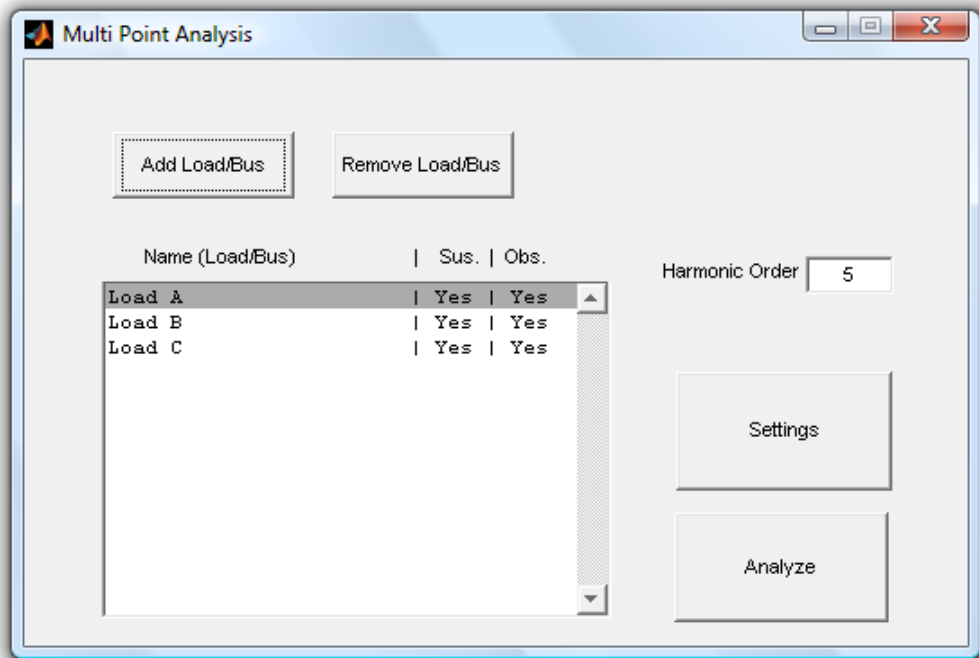 Multi Point Analysis
Add Load/Bus Remove Load/Bus
Name (Load/Bus) | Sus. | Obs.
Harmonic Order 5
Load A | Yes | Yes
Load B | Yes | Yes
Load C | Yes | Yes
Settings
Analyze